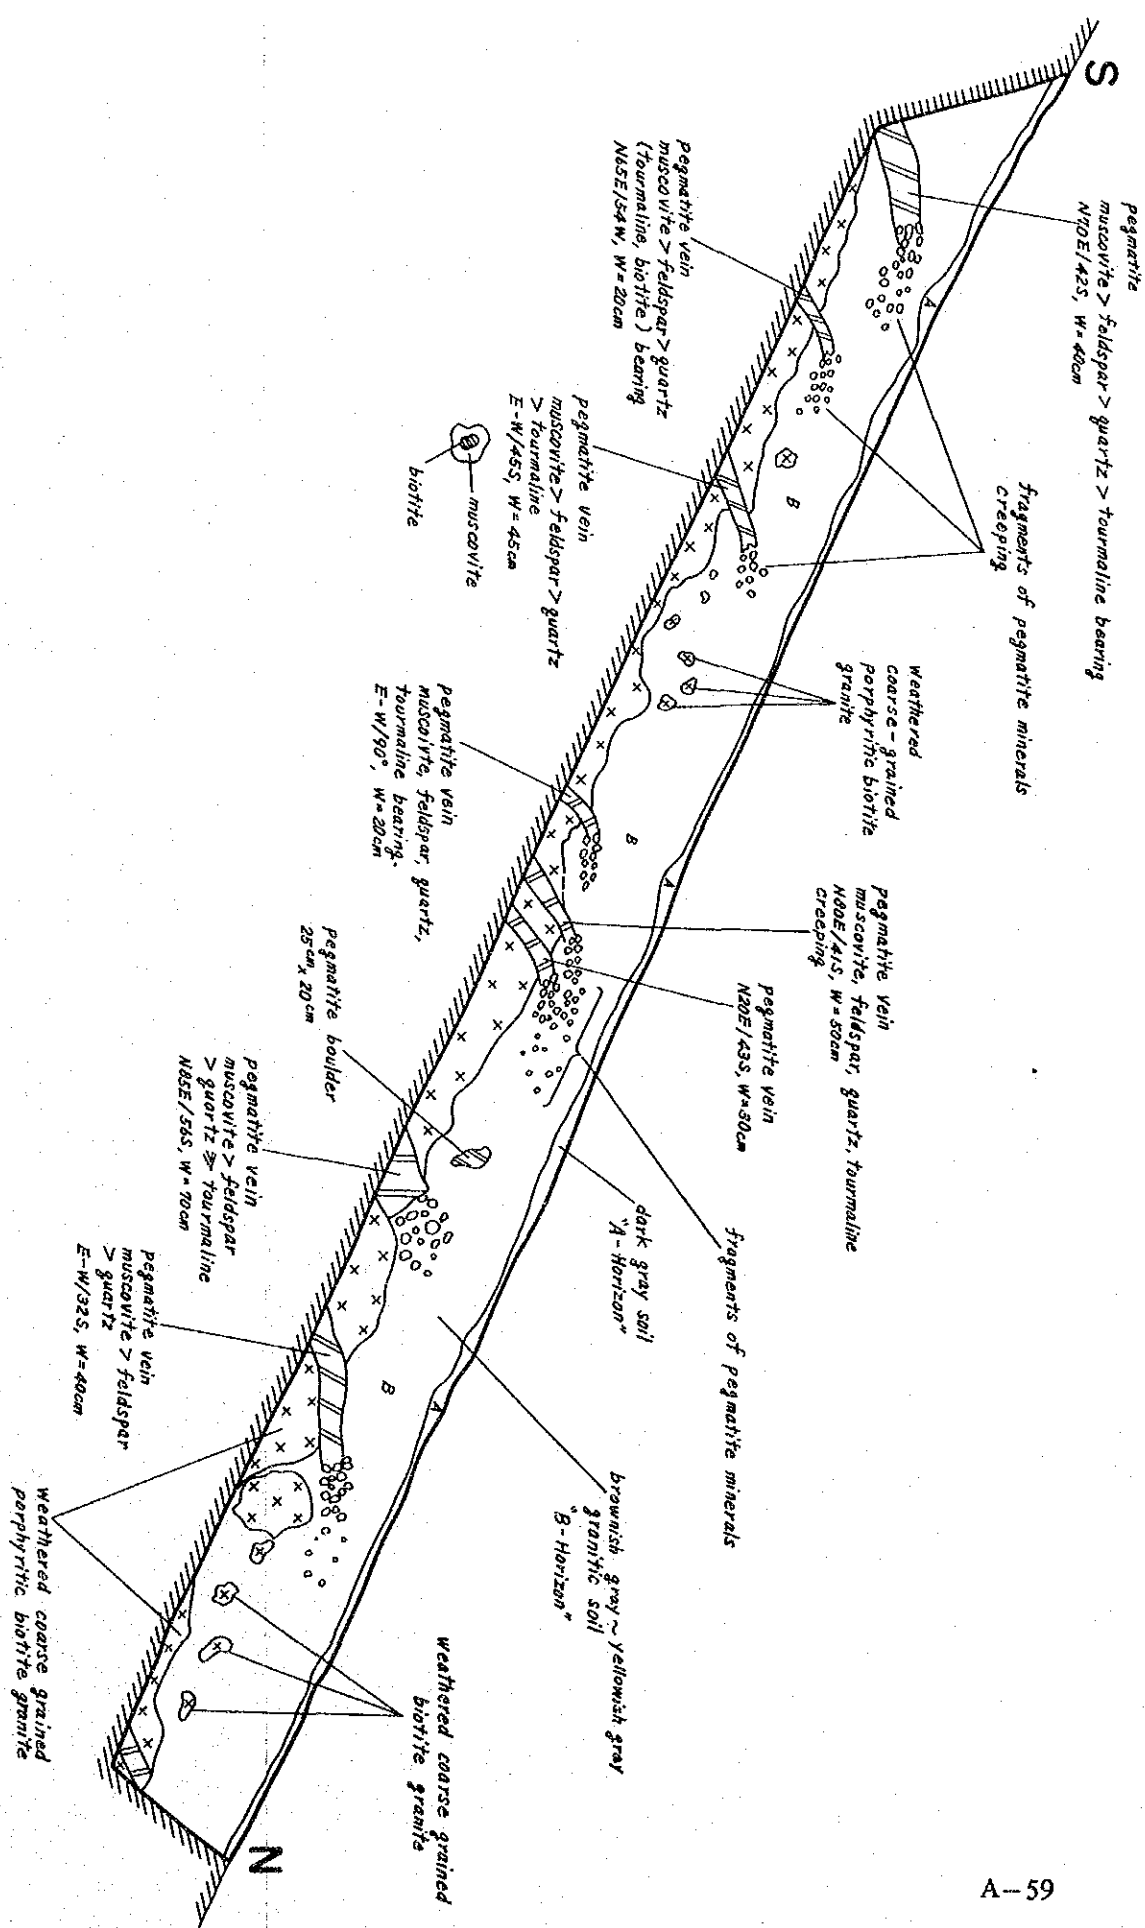 S
pegmatite
muscovite > feldspar > quartz > tourmaline bearing
N70E/42S, W=40cm
fragments of pegmatite minerals
creeping
weathered
coarse-grained
porphyritic biotite
granite
pegmatite vein
muscovite, feldspar, quartz, tourmaline
N80E/41S, W=50cm
creeping
pegmatite vein
N20E/43S, W=30cm
fragments of pegmatite minerals
dark gray soil
"A-Horizon"
brownish gray ~ yellowish gray
granitic soil
"B-Horizon"
weathered coarse grained
biotite granite
N
pegmatite vein
muscovite > feldspar > quartz
(tourmaline, biotite) bearing
N65E/54W, W=20cm
pegmatite vein
muscovite > feldspar > quartz
> tourmaline
E-W/45S, W=45cm
muscovite
biotite
pegmatite vein
muscoivte, feldspar, quartz,
tourmaline bearing.
E-W/90°, W=20cm
pegmatite boulder
25cm x 20cm
pegmatite vein
muscovite > feldspar
> quartz ≫ tourmaline
N85E/56S, W=70cm
pegmatite vein
muscovite > feldspar
> quartz
E-W/32S, W=40cm
weathered coarse grained
porphyritic biotite granite
A
B
B
A
B
A
A-59